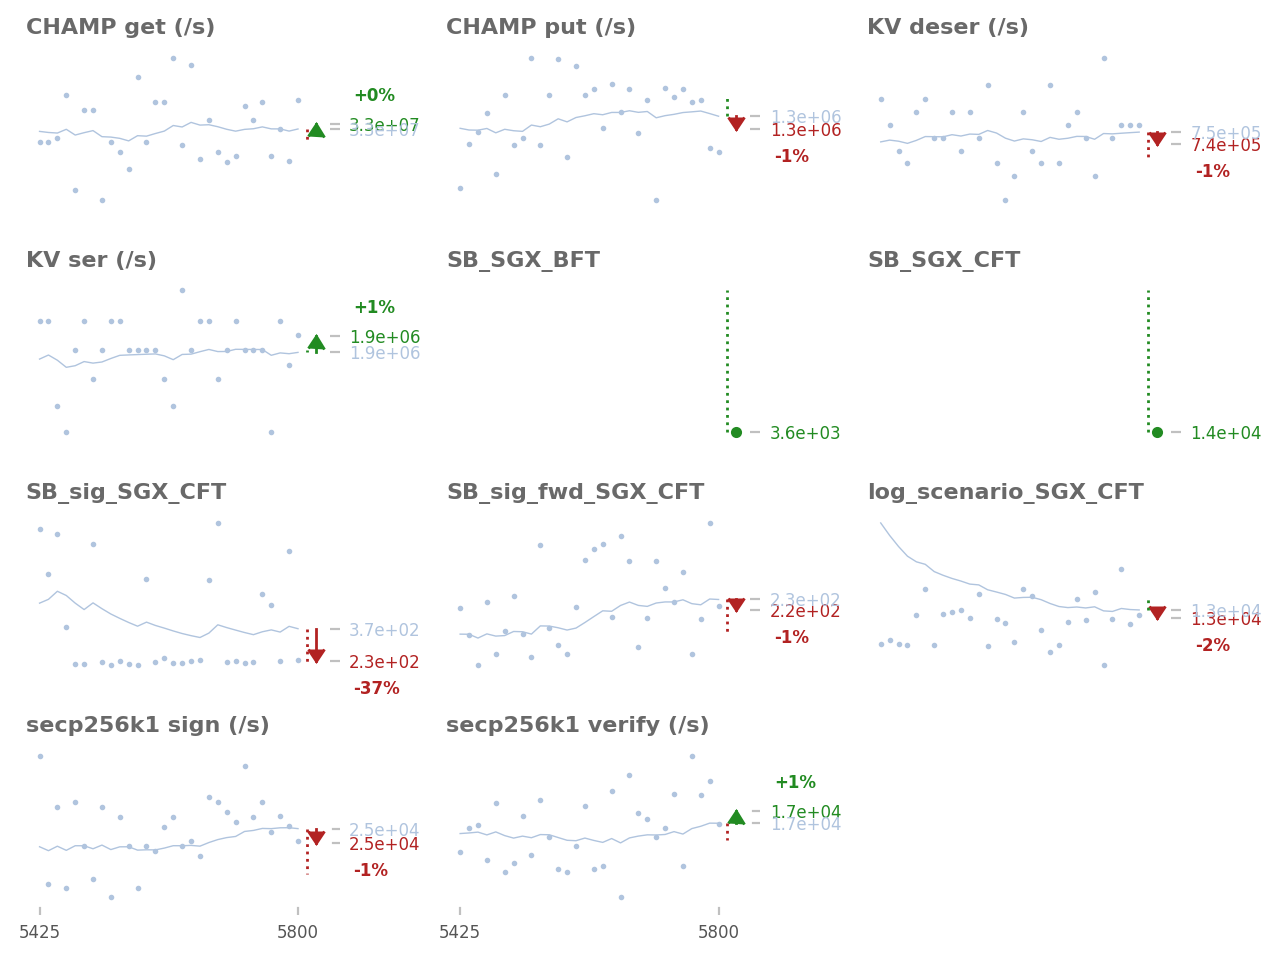 CHAMP get (/s)
+0%
3.3e+07
3.3e+07
CHAMP put (/s)
1.3e+06
1.3e+06
-1%
KV deser (/s)
7.5e+05
7.4e+05
-1%
KV ser (/s)
+1%
1.9e+06
1.9e+06
SB_SGX_BFT
3.6e+03
SB_SGX_CFT
1.4e+04
SB_sig_SGX_CFT
3.7e+02
2.3e+02
-37%
SB_sig_fwd_SGX_CFT
2.3e+02
2.2e+02
-1%
log_scenario_SGX_CFT
1.3e+04
1.3e+04
-2%
secp256k1 sign (/s)
2.5e+04
2.5e+04
-1%
secp256k1 verify (/s)
+1%
1.7e+04
1.7e+04
5425
5800
5425
5800